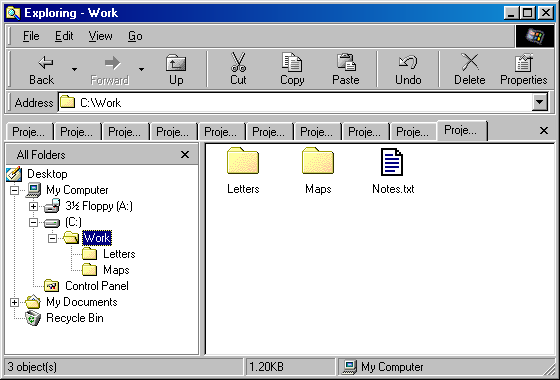 Exploring - Work
File Edit View Go
Back Forward Up Cut Copy Paste Undo Delete Properties
Address C:\Work
Proje... Proje... Proje... Proje... Proje... Proje... Proje... Proje... Proje... Proje...
All Folders
Desktop
My Computer
3½ Floppy (A:)
(C:)
Work
Letters
Maps
Control Panel
My Documents
Recycle Bin
Letters Maps Notes.txt
3 object(s) 1.20KB My Computer